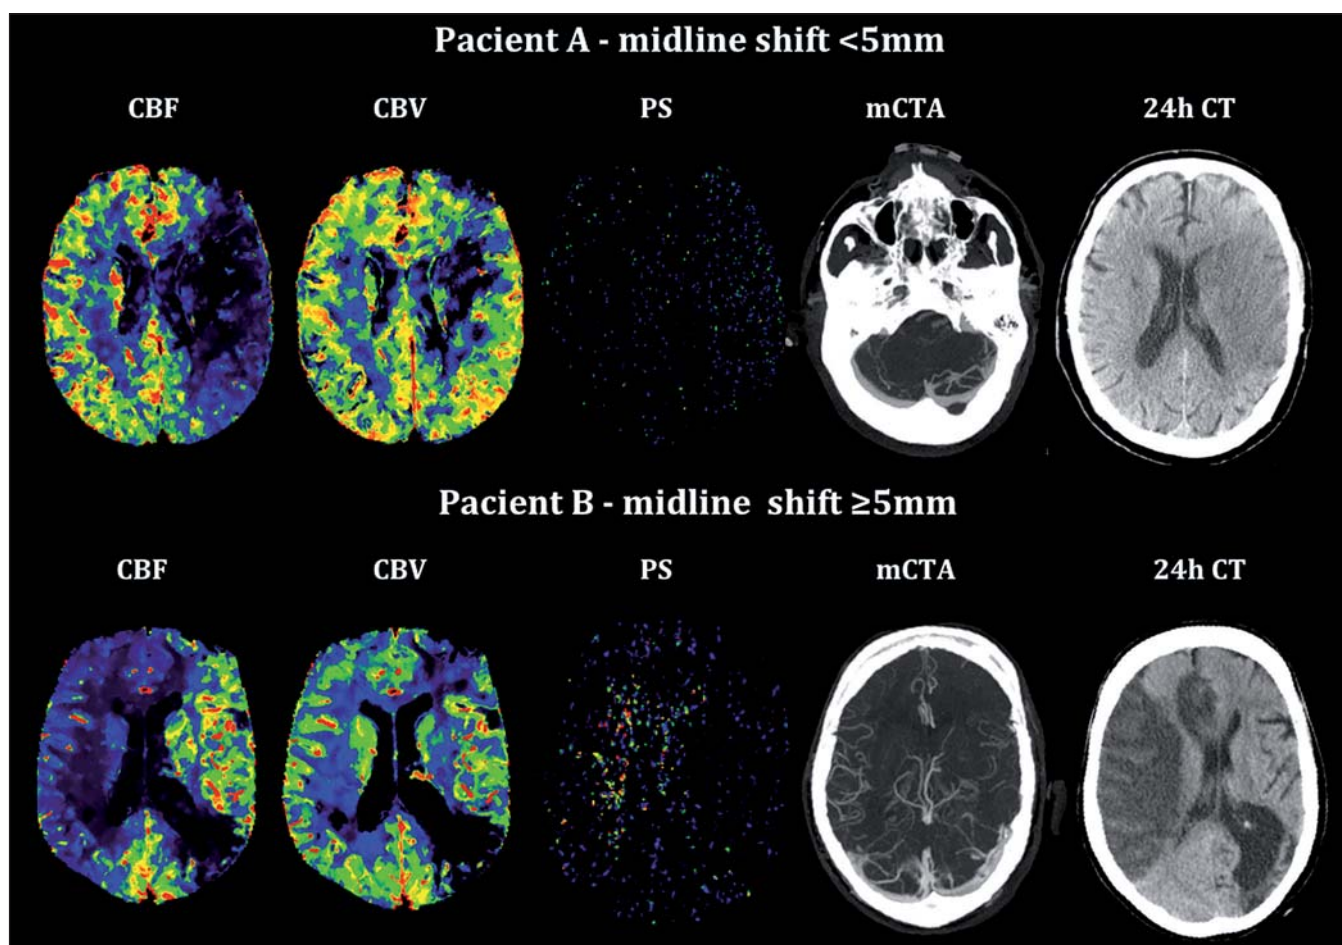 Pacient A - midline shift <5mm
CBF CBV PS mCTA 24h CT
Pacient B - midline shift ≥5mm
CBF CBV PS mCTA 24h CT